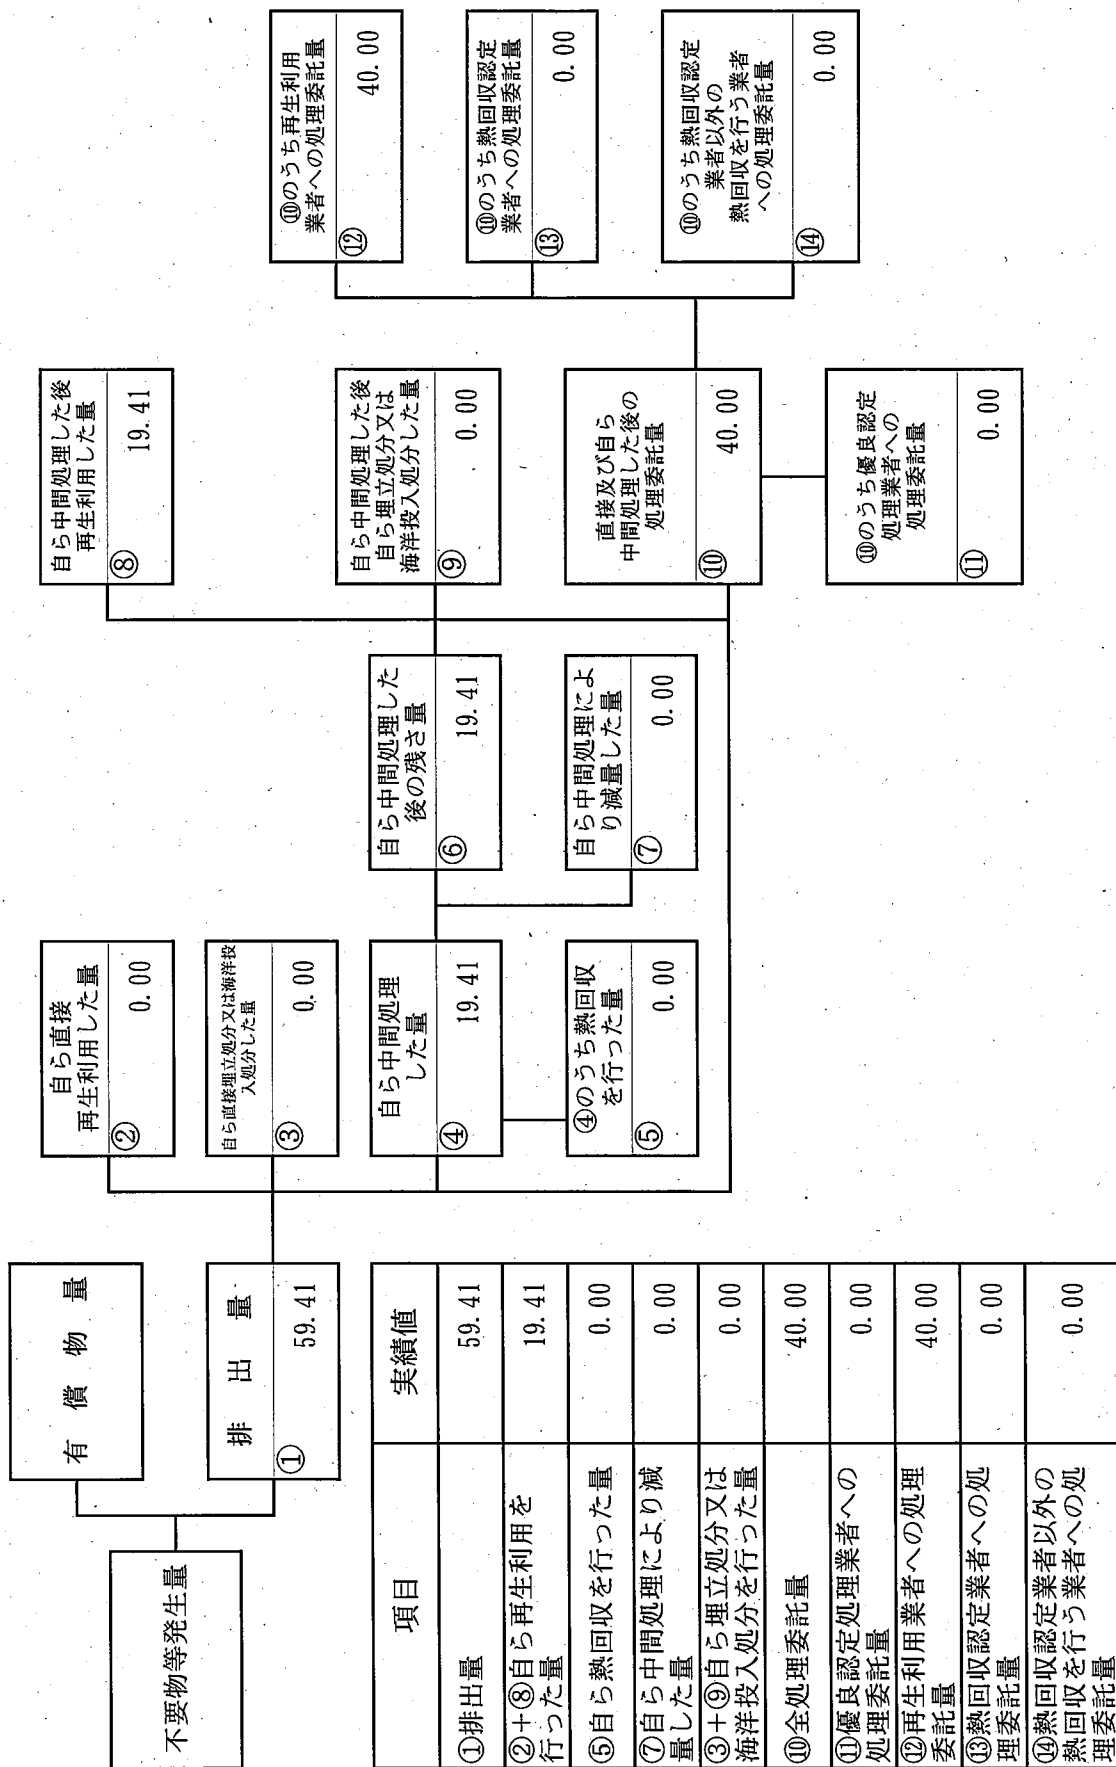 不要物等発生量
有償物量
排出量
① 59.41
自ら直接
再生利用した量
② 0.00
自ら直接埋立処分又は海洋投
入処分した量
③ 0.00
自ら中間処理
した量
④ 19.41
④のうち熱回収
を行った量
⑤ 0.00
自ら中間処理した
後の残さ量
⑥ 19.41
自ら中間処理によ
り減量した量
⑦ 0.00
自ら中間処理した後
再生利用した量
⑧ 19.41
自ら中間処理した後
自ら埋立処分又は
海洋投入処分した量
⑨ 0.00
直接及び自ら
中間処理した後の
処理委託量
⑩ 40.00
⑩のうち優良認定
処理業者への
処理委託量
⑪ 0.00
⑩のうち再生利用
業者への処理委託量
⑫ 40.00
⑩のうち熱回収認定
業者への処理委託量
⑬ 0.00
⑩のうち熱回収認定
業者以外の
熱回収を行う業者
への処理委託量
⑭ 0.00
項目 実績値
①排出量 59.41
②+⑧自ら再生利用を
行った量 19.41
⑤自ら熱回収を行った量 0.00
⑦自ら中間処理により減
量した量 0.00
③+⑨自ら埋立処分又は
海洋投入処分を行った量 0.00
⑩全処理委託量 40.00
⑪優良認定処理業者への
処理委託量 0.00
⑫再生利用業者への処理
委託量 40.00
⑬熱回収認定業者への処
理委託量 0.00
⑭熱回収認定業者以外の
熱回収を行う業者への処
理委託量 0.00